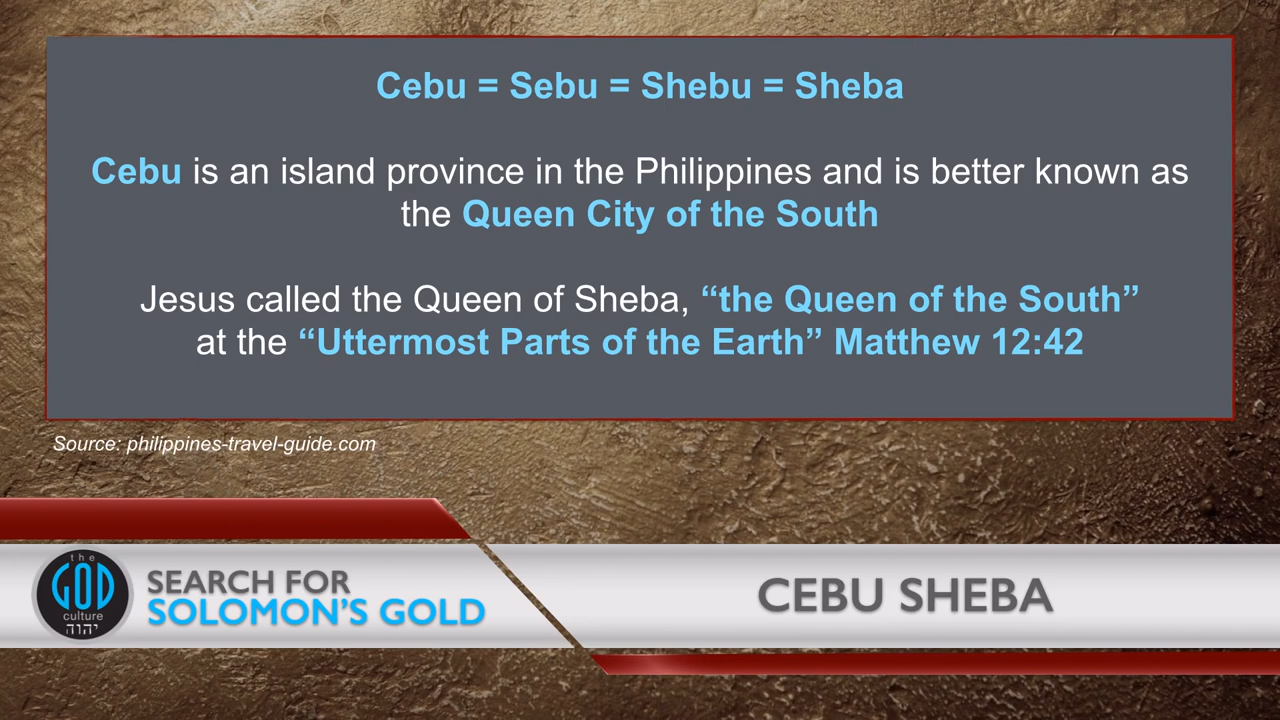 Cebu = Sebu = Shebu = Sheba
Cebu is an island province in the Philippines and is better known as
the Queen City of the South
Jesus called the Queen of Sheba, “the Queen of the South”
at the “Uttermost Parts of the Earth” Matthew 12:42
Source: philippines-travel-guide.com
the
GOD
culture
יהוה
SEARCH FOR
SOLOMON’S GOLD
CEBU SHEBA